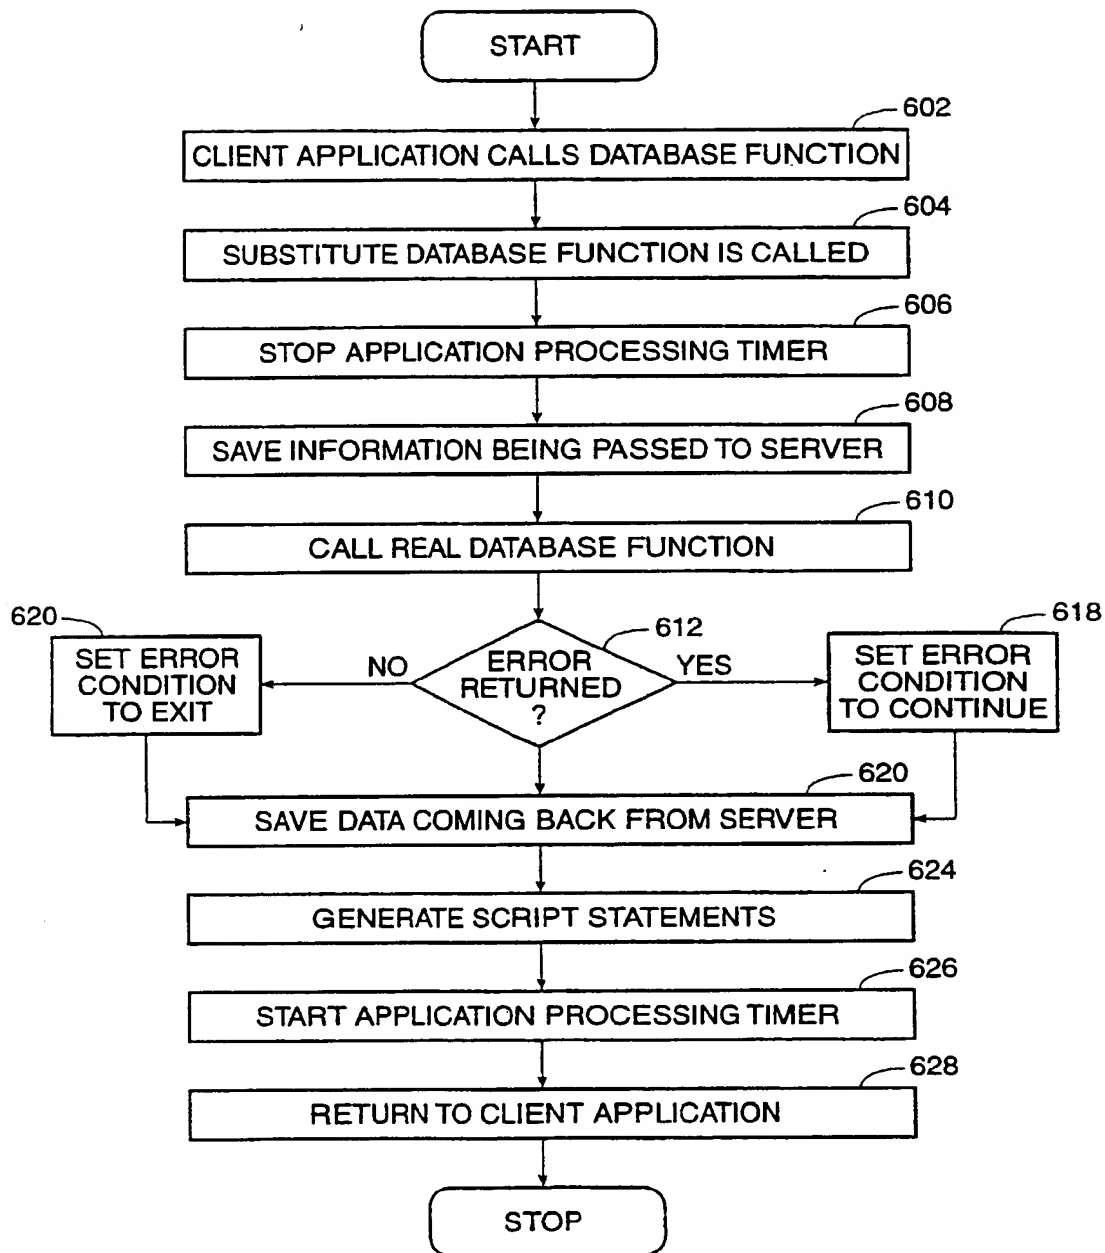 START
602
CLIENT APPLICATION CALLS DATABASE FUNCTION
604
SUBSTITUTE DATABASE FUNCTION IS CALLED
606
STOP APPLICATION PROCESSING TIMER
608
SAVE INFORMATION BEING PASSED TO SERVER
610
CALL REAL DATABASE FUNCTION
620
SET ERROR
CONDITION
TO EXIT
NO
612
ERROR
RETURNED
?
YES
618
SET ERROR
CONDITION
TO CONTINUE
620
SAVE DATA COMING BACK FROM SERVER
624
GENERATE SCRIPT STATEMENTS
626
START APPLICATION PROCESSING TIMER
628
RETURN TO CLIENT APPLICATION
STOP